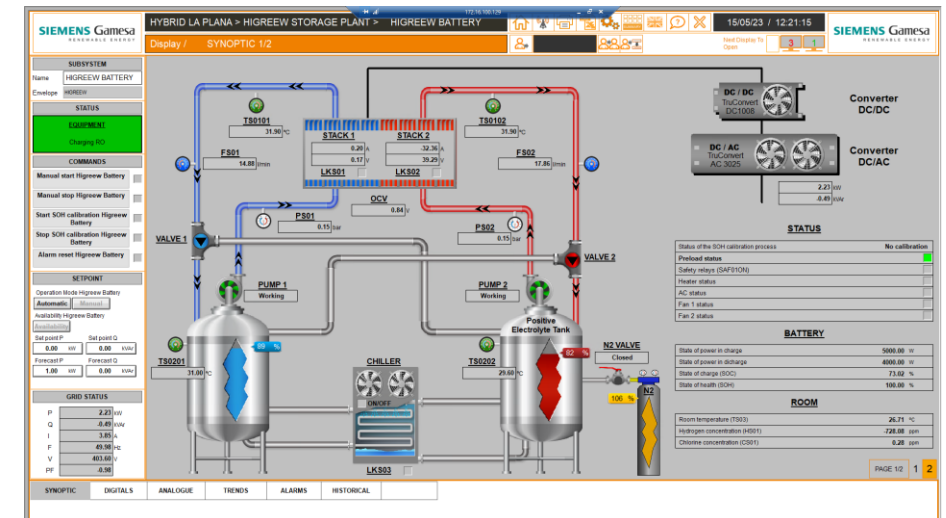 172.16.100.129
SIEMENS Gamesa
RENEWABLE ENERGY
HYBRID LA PLANA > HIGREEW STORAGE PLANT > HIGREEW BATTERY
15/05/23 / 12:21:15
SIEMENS Gamesa
RENEWABLE ENERGY
Display / SYNOPTIC 1/2
Next Display To Open
3 1
SUBSYSTEM
Name HIGREEW BATTERY
Envelope HIGREEW
STATUS
EQUIPMENT
Charging RD
COMMANDS
Manual start Higreew Battery
Manual stop Higreew Battery
Start SOH calibration Higreew Battery
Stop SOH calibration Higreew Battery
Alarm reset Higreew Battery
SETPOINT
Operation Mode Higreew Battery
Automatic Manual
Availability Higreew Battery
Availability
Set point P Set point Q
0.00 kW 0.00 kVAr
Forecast P Forecast Q
1.00 kW 0.00 kVAr
GRID STATUS
P 2.23 kW
Q -0.49 kVAr
I 3.85 A
F 49.98 Hz
V 403.60 V
PF -0.98
TS0101
31.90 ºC
FS01
14.88 l/min
STACK 1 STACK 2
0.20 A -32.36 A
0.17 V 39.29 V
LKS01 LKS02
TS0102
31.90 ºC
FS02
17.86 l/min
OCV
0.84 V
PS01
0.15 bar
PS02
0.15 bar
VALVE 1
VALVE 2
PUMP 1
Working
PUMP 2
Working
Positive
Electrolyte Tank
89 %
82 %
TS0201
31.00 ºC
TS0202
29.60 ºC
CHILLER
ON/OFF
LKS03
N2 VALVE
Closed
106 %
N2
DC / DC
TruConvert
DC1008
Converter
DC/DC
DC / AC
TruConvert
AC 3025
Converter
DC/AC
2.23 kW
-0.49 kVAr
STATUS
Status of the SOH calibration process No calibration
Preload status
Safety relays (SAF01ON)
Heater status
AC status
Fan 1 status
Fan 2 status
BATTERY
State of power in charge 5000.00 W
State of power in dicharge 4000.00 W
State of charge (SOC) 73.02 %
State of health (SOH) 100.00 %
ROOM
Room temperature (TS03) 26.71 ºC
Hydrogen concentration (HS01) -728.08 ppm
Chlorine concentration (CS01) 0.28 ppm
PAGE 1/2 1 2
SYNOPTIC DIGITALS ANALOGUE TRENDS ALARMS HISTORICAL